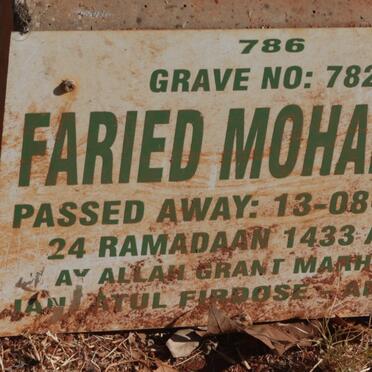 786
GRAVE NO: 782
FARIED MOHA
PASSED AWAY: 13-08-
24 RAMADAAN 1433 A
AY ALLAH GRANT MARH
JANNATUL FIRDOSE